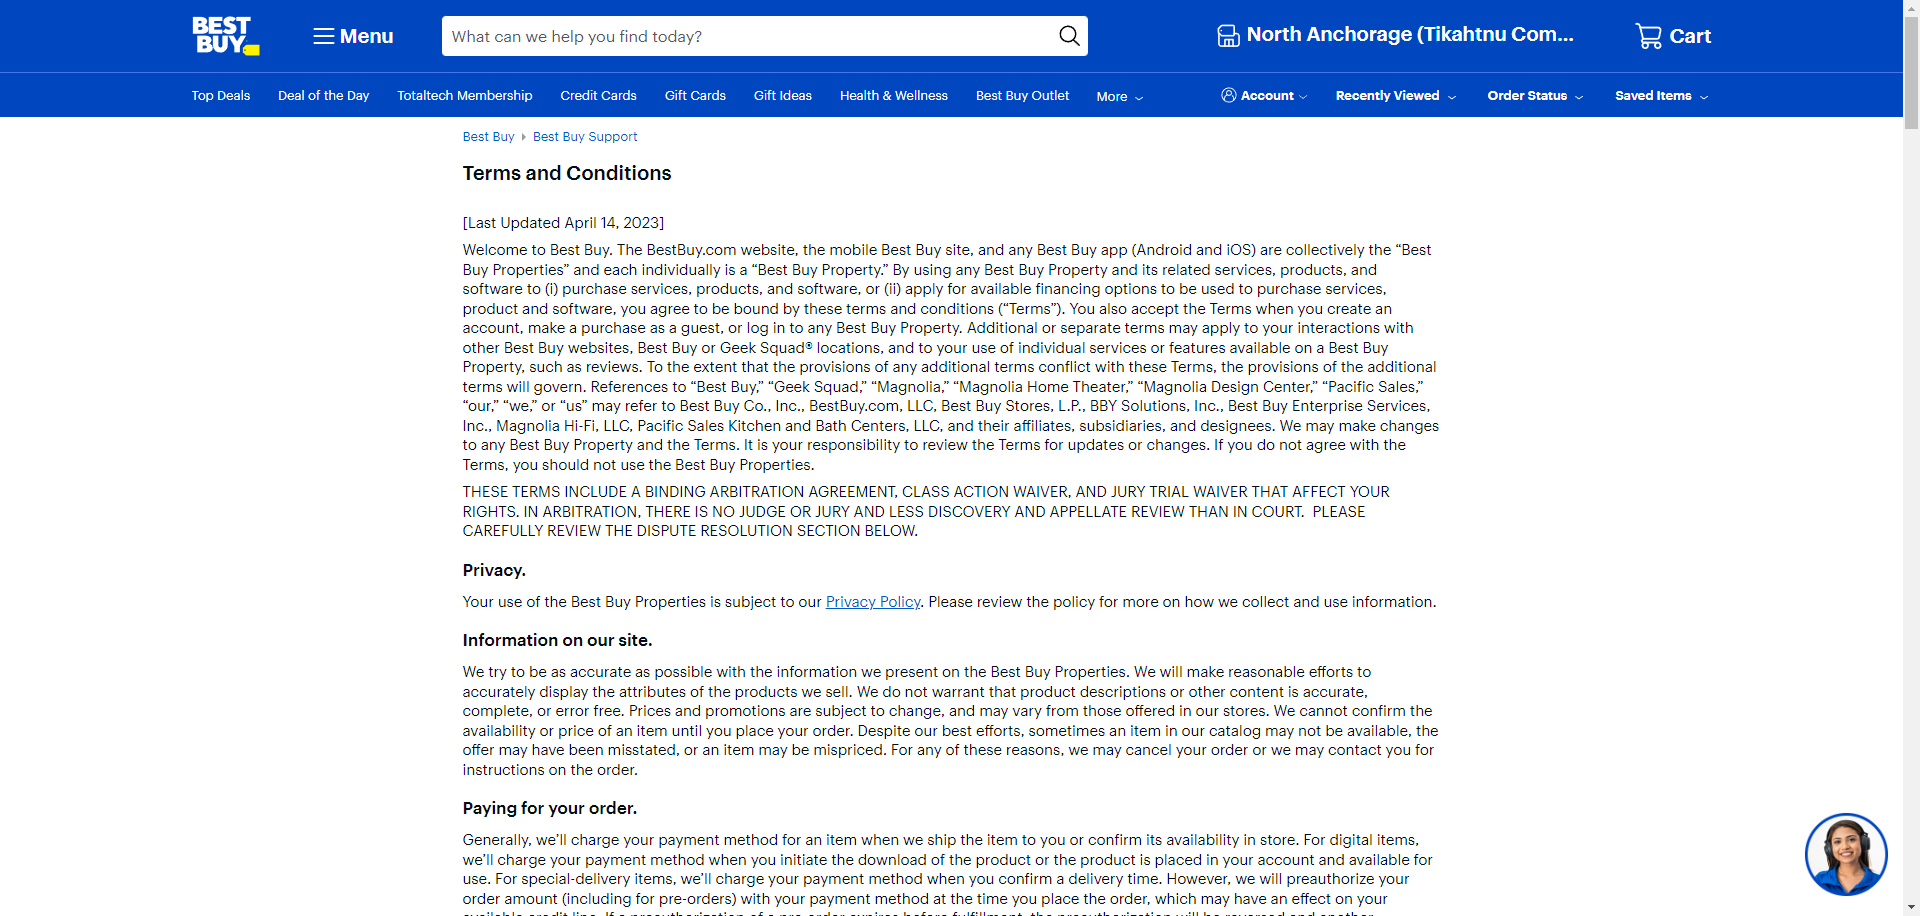 BEST BUY
Menu
What can we help you find today?
North Anchorage (Tikahtnu Com...
Cart
Top Deals
Deal of the Day
Totaltech Membership
Credit Cards
Gift Cards
Gift Ideas
Health & Wellness
Best Buy Outlet
More
Account
Recently Viewed
Order Status
Saved Items
Best Buy
Best Buy Support
Terms and Conditions
[Last Updated April 14, 2023]
Welcome to Best Buy. The BestBuy.com website, the mobile Best Buy site, and any Best Buy app (Android and iOS) are collectively the “Best
Buy Properties” and each individually is a “Best Buy Property.” By using any Best Buy Property and its related services, products, and
software to (i) purchase services, products, and software, or (ii) apply for available financing options to be used to purchase services,
product and software, you agree to be bound by these terms and conditions (“Terms”). You also accept the Terms when you create an
account, make a purchase as a guest, or log in to any Best Buy Property. Additional or separate terms may apply to your interactions with
other Best Buy websites, Best Buy or Geek Squad® locations, and to your use of individual services or features available on a Best Buy
Property, such as reviews. To the extent that the provisions of any additional terms conflict with these Terms, the provisions of the additional
terms will govern. References to “Best Buy,” “Geek Squad,” “Magnolia,” “Magnolia Home Theater,” “Magnolia Design Center,” “Pacific Sales,”
“our,” “we,” or “us” may refer to Best Buy Co., Inc., BestBuy.com, LLC, Best Buy Stores, L.P., BBY Solutions, Inc., Best Buy Enterprise Services,
Inc., Magnolia Hi-Fi, LLC, Pacific Sales Kitchen and Bath Centers, LLC, and their affiliates, subsidiaries, and designees. We may make changes
to any Best Buy Property and the Terms. It is your responsibility to review the Terms for updates or changes. If you do not agree with the
Terms, you should not use the Best Buy Properties.
THESE TERMS INCLUDE A BINDING ARBITRATION AGREEMENT, CLASS ACTION WAIVER, AND JURY TRIAL WAIVER THAT AFFECT YOUR
RIGHTS. IN ARBITRATION, THERE IS NO JUDGE OR JURY AND LESS DISCOVERY AND APPELLATE REVIEW THAN IN COURT.  PLEASE
CAREFULLY REVIEW THE DISPUTE RESOLUTION SECTION BELOW.
Privacy.
Your use of the Best Buy Properties is subject to our Privacy Policy. Please review the policy for more on how we collect and use information.
Information on our site.
We try to be as accurate as possible with the information we present on the Best Buy Properties. We will make reasonable efforts to
accurately display the attributes of the products we sell. We do not warrant that product descriptions or other content is accurate,
complete, or error free. Prices and promotions are subject to change, and may vary from those offered in our stores. We cannot confirm the
availability or price of an item until you place your order. Despite our best efforts, sometimes an item in our catalog may not be available, the
offer may have been misstated, or an item may be mispriced. For any of these reasons, we may cancel your order or we may contact you for
instructions on the order.
Paying for your order.
Generally, we’ll charge your payment method for an item when we ship the item to you or confirm its availability in store. For digital items,
we’ll charge your payment method when you initiate the download of the product or the product is placed in your account and available for
use. For special-delivery items, we’ll charge your payment method when you confirm a delivery time. However, we will preauthorize your
order amount (including for pre-orders) with your payment method at the time you place the order, which may have an effect on your